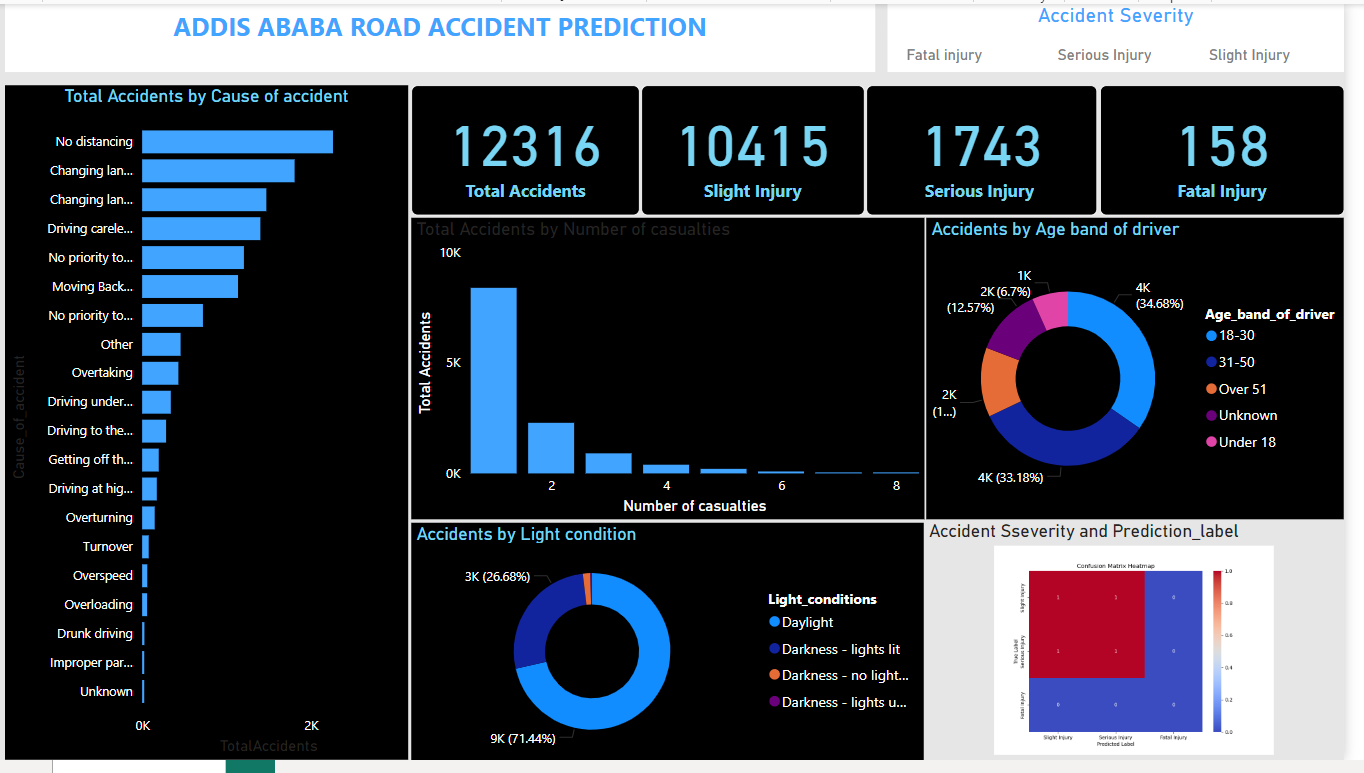 ADDIS ABABA ROAD ACCIDENT PREDICTION
Accident Severity
Fatal injury
Serious Injury
Slight Injury
Total Accidents by Cause of accident
No distancing
Changing lan...
Changing lan...
Driving carele...
No priority to...
Moving Back...
No priority to...
Other
Overtaking
Driving under...
Driving to the...
Getting off th...
Driving at hig...
Overturning
Turnover
Overspeed
Overloading
Drunk driving
Improper par...
Unknown
Cause_of_accident
0K
2K
TotalAccidents
12316
Total Accidents
10415
Slight Injury
1743
Serious Injury
158
Fatal Injury
Total Accidents by Number of casualties
10K
5K
0K
Total Accidents
2
4
6
8
Number of casualties
Accidents by Age band of driver
1K
(6.7%)
2K
(12.57%)
4K
(34.68%)
2K
(1...)
4K (33.18%)
Age_band_of_driver
18-30
31-50
Over 51
Unknown
Under 18
Accidents by Light condition
3K (26.68%)
9K (71.44%)
Light_conditions
Daylight
Darkness - lights lit
Darkness - no light...
Darkness - lights u...
Accident Sseverity and Prediction_label
Confusion Matrix Heatmap
True Label
Slight Injury
Serious Injury
Fatal Injury
1
1
0
1
1
0
0
0
0
Slight Injury
Serious Injury
Fatal Injury
Predicted Label
1.0
0.8
0.6
0.4
0.2
0.0